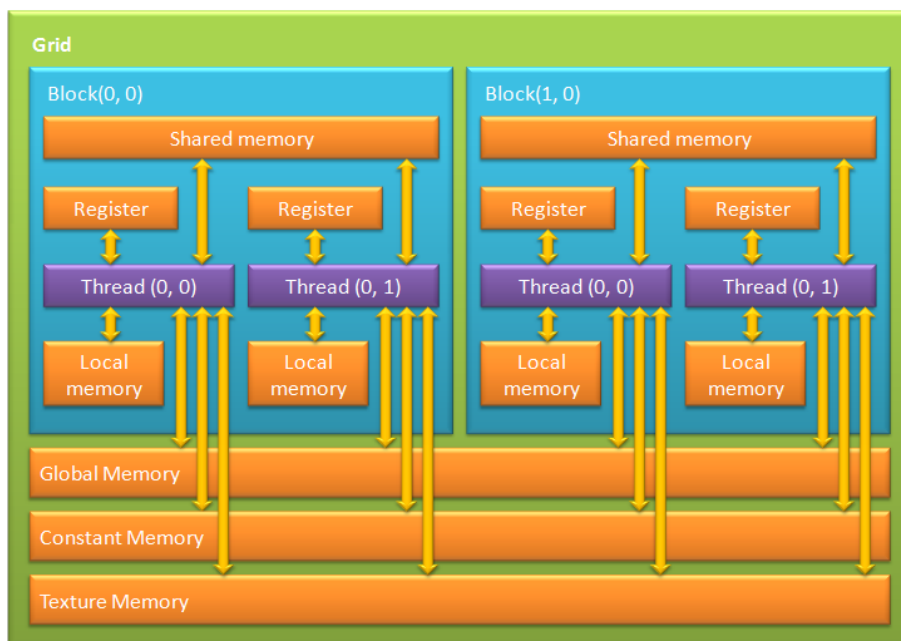 Grid
Block(0, 0)
Shared memory
Register
Register
Thread (0, 0)
Thread (0, 1)
Local
memory
Local
memory
Block(1, 0)
Shared memory
Register
Register
Thread (0, 0)
Thread (0, 1)
Local
memory
Local
memory
Global Memory
Constant Memory
Texture Memory